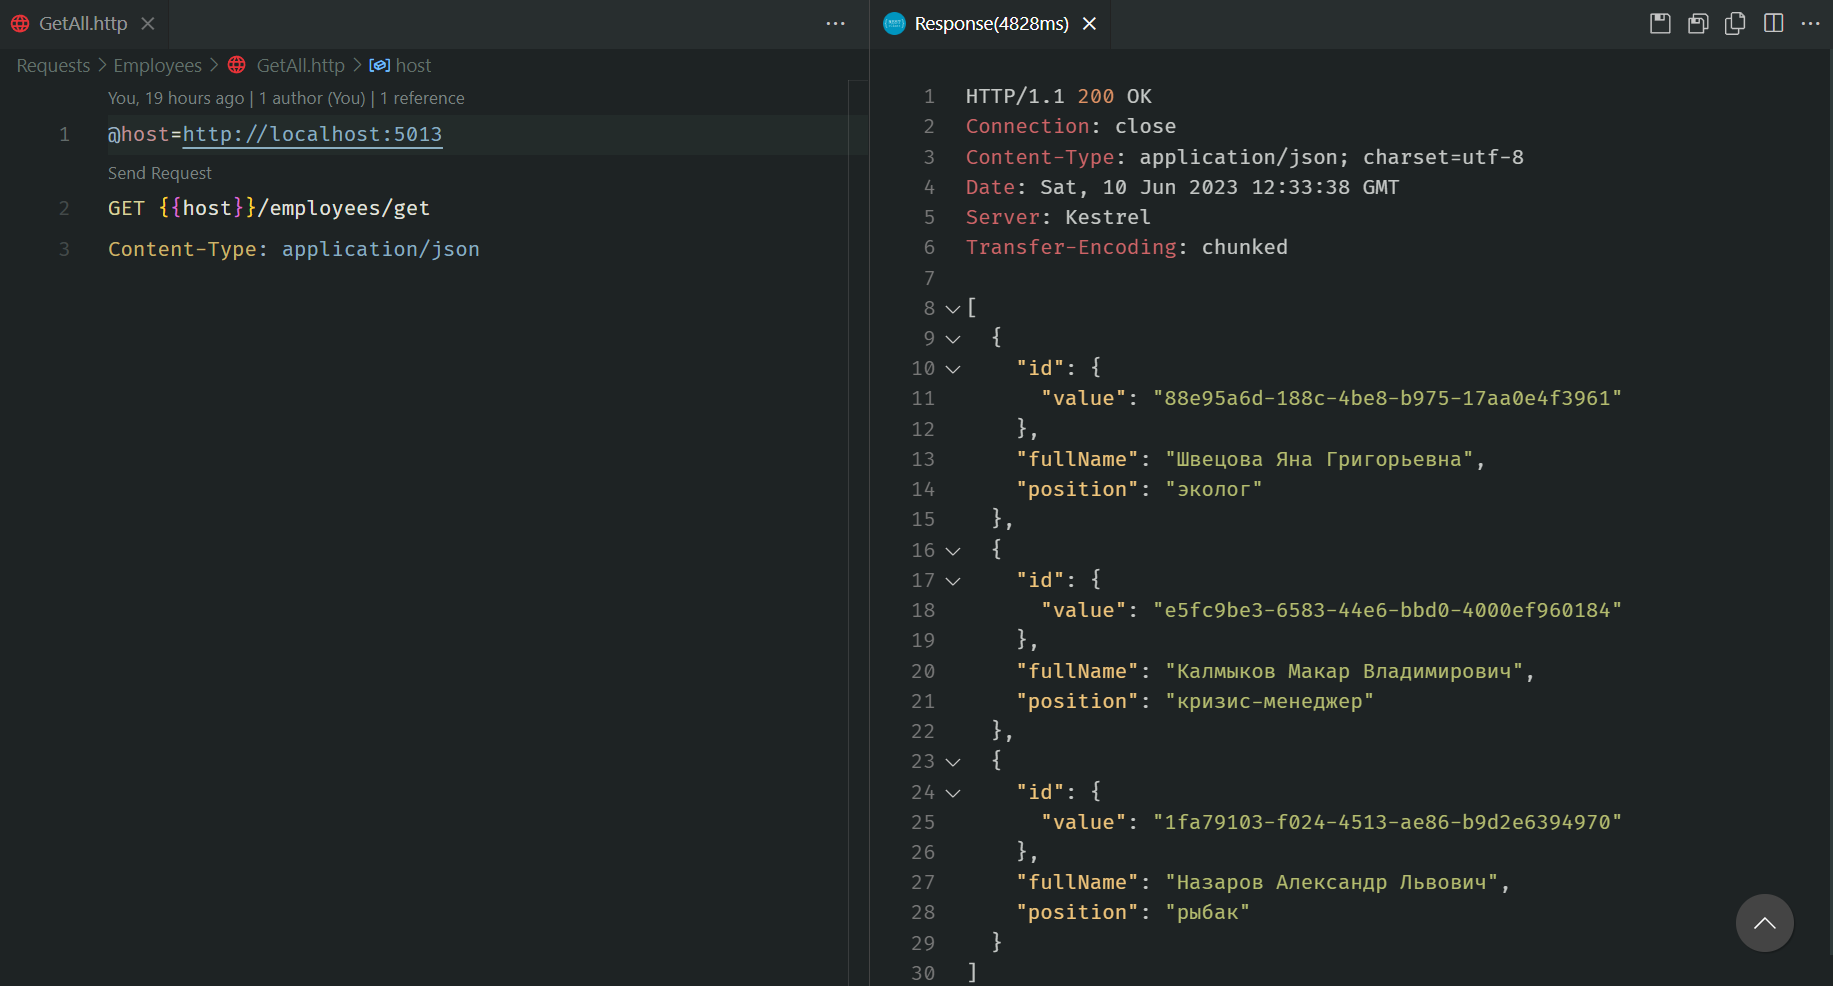 GetAll.http
Requests > Employees > GetAll.http > host
You, 19 hours ago | 1 author (You) | 1 reference
1 @host=http://localhost:5013
Send Request
2 GET {{host}}/employees/get
3 Content-Type: application/json
Response(4828ms)
1 HTTP/1.1 200 OK
2 Connection: close
3 Content-Type: application/json; charset=utf-8
4 Date: Sat, 10 Jun 2023 12:33:38 GMT
5 Server: Kestrel
6 Transfer-Encoding: chunked
7
8 [
9 {
10 "id": {
11 "value": "88e95a6d-188c-4be8-b975-17aa0e4f3961"
12 },
13 "fullName": "Швецова Яна Григорьевна",
14 "position": "эколог"
15 },
16 {
17 "id": {
18 "value": "e5fc9be3-6583-44e6-bbd0-4000ef960184"
19 },
20 "fullName": "Калмыков Макар Владимирович",
21 "position": "кризис-менеджер"
22 },
23 {
24 "id": {
25 "value": "1fa79103-f024-4513-ae86-b9d2e6394970"
26 },
27 "fullName": "Назаров Александр Львович",
28 "position": "рыбак"
29 }
30 ]